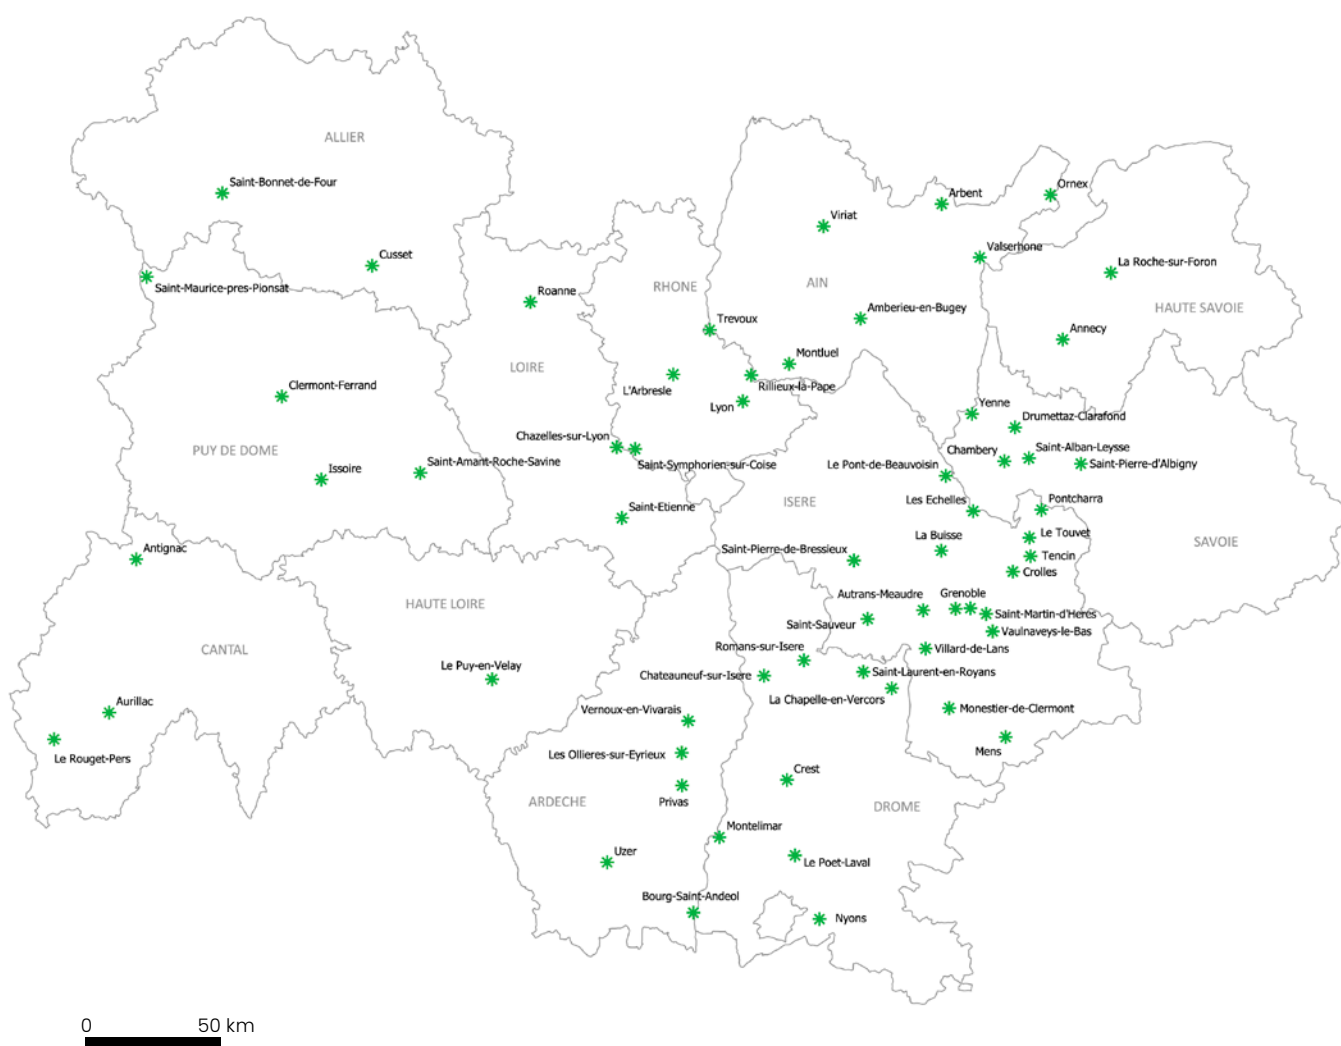 ALLIER
Saint-Bonnet-de-Four
Ornex
Arbent
Viriat
Valserhone
Cusset
La Roche-sur-Foron
Saint-Maurice-pres-Pionsat
Roanne
RHONE
AIN
HAUTE SAVOIE
Amberieu-en-Bugey
Trevoux
Annecy
Montluel
LOIRE
Clermont-Ferrand
L'Arbresle
Rillieux-la-Pape
Lyon
Yenne
Drumettaz-Clarafond
Chazelles-sur-Lyon
PUY DE DOME
Chambery
Saint-Alban-Leysse
Issoire
Saint-Amant-Roche-Savine
Saint-Symphorien-sur-Coise
Le Pont-de-Beauvoisin
Saint-Pierre-d'Albigny
ISERE
Les Echelles
Pontcharra
Saint-Etienne
La Buisse
Le Touvet
SAVOIE
Antignac
Saint-Pierre-de-Bressieux
Tencin
Crolles
HAUTE LOIRE
Autrans-Meaudre
Grenoble
Saint-Martin-d'Heres
Saint-Sauveur
Vaulnaveys-le-Bas
CANTAL
Romans-sur-Isere
Villard-de-Lans
Le Puy-en-Velay
Chateauneuf-sur-Isere
Saint-Laurent-en-Royans
La Chapelle-en-Vercors
Aurillac
Vernoux-en-Vivarais
Monestier-de-Clermont
Le Rouget-Pers
Les Ollieres-sur-Eyrieux
Mens
Crest
ARDECHE
Privas
DROME
Montelimar
Uzer
Le Poet-Laval
Bourg-Saint-Andeol
Nyons
0 50 km